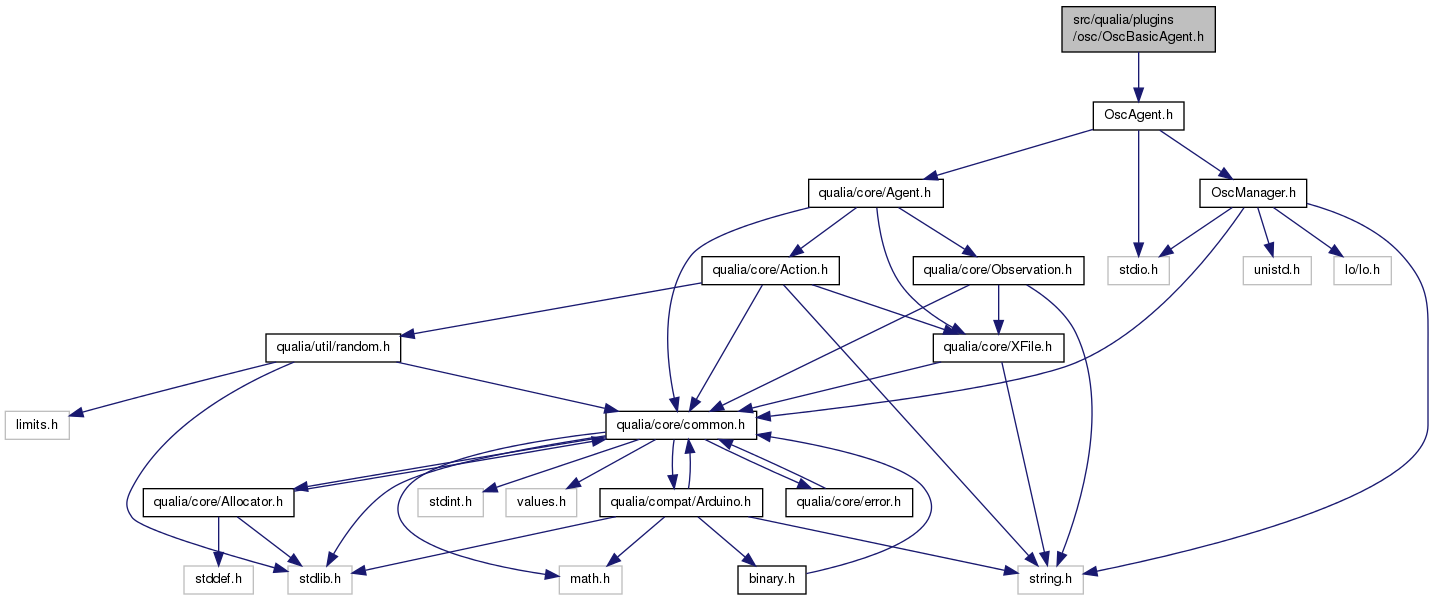 src/qualia/plugins
/osc/OscBasicAgent.h
OscAgent.h
qualia/core/Agent.h
OscManager.h
qualia/core/Action.h
qualia/core/Observation.h
stdio.h
unistd.h
lo/lo.h
qualia/util/random.h
qualia/core/XFile.h
limits.h
qualia/core/common.h
qualia/core/Allocator.h
stdint.h
values.h
qualia/compat/Arduino.h
qualia/core/error.h
stddef.h
stdlib.h
math.h
binary.h
string.h